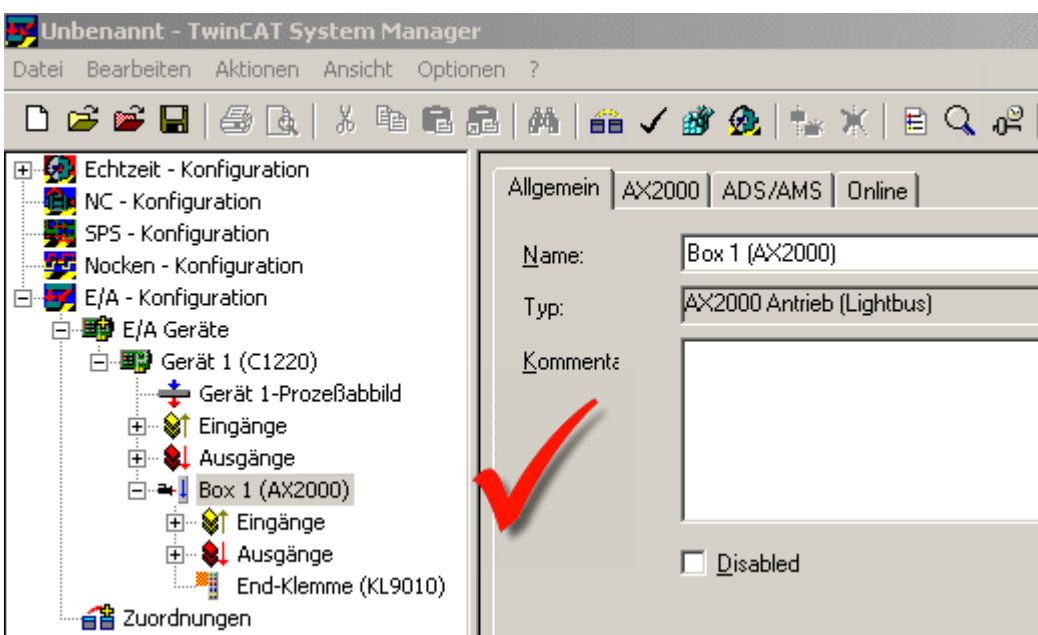 Unbenannt - TwinCAT System Manager
Datei Bearbeiten Aktionen Ansicht Optionen ?
Echtzeit - Konfiguration
NC - Konfiguration
SPS - Konfiguration
Nocken - Konfiguration
E/A - Konfiguration
E/A Geräte
Gerät 1 (C1220)
Gerät 1-Prozeßabbild
Eingänge
Ausgänge
Box 1 (AX2000)
Eingänge
Ausgänge
End-Klemme (KL9010)
Zuordnungen
Allgemein AX2000 ADS/AMS Online
Name: Box 1 (AX2000)
Typ: AX2000 Antrieb (Lightbus)
Kommenta
Disabled